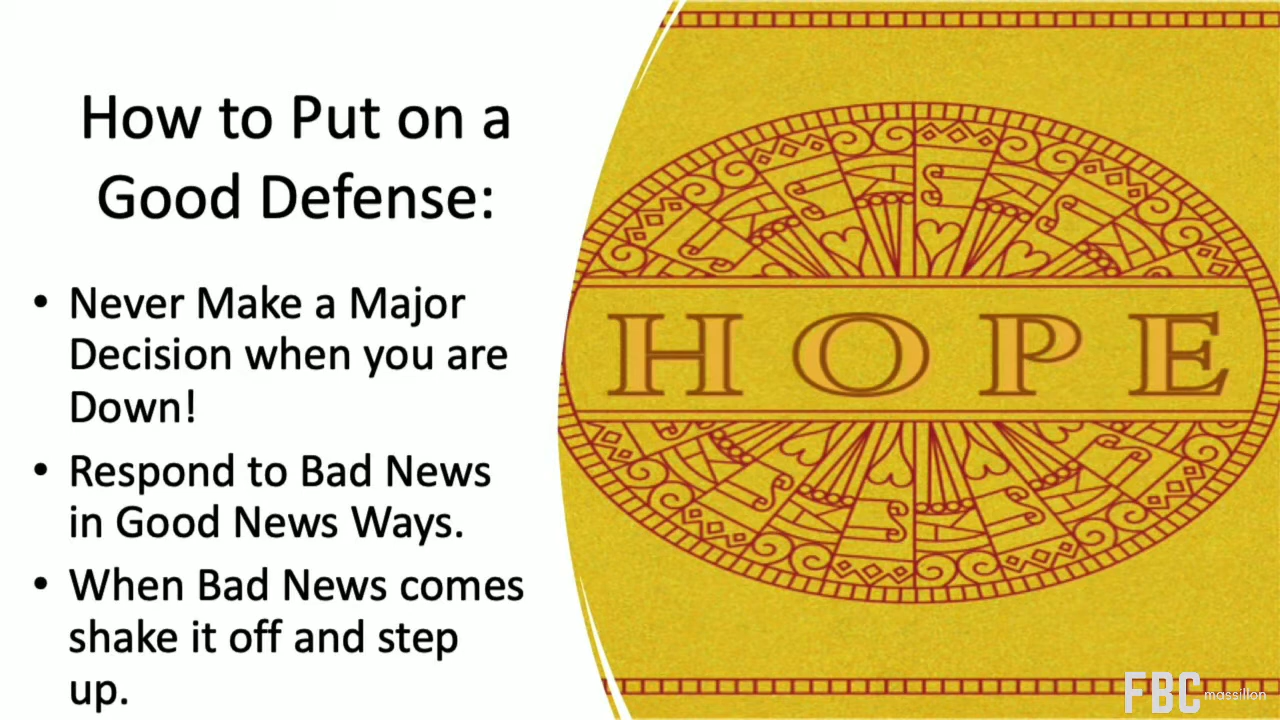 How to Put on a
Good Defense:
• Never Make a Major
Decision when you are
Down!
• Respond to Bad News
in Good News Ways.
• When Bad News comes
shake it off and step
up.
HOPE
FBC massillon